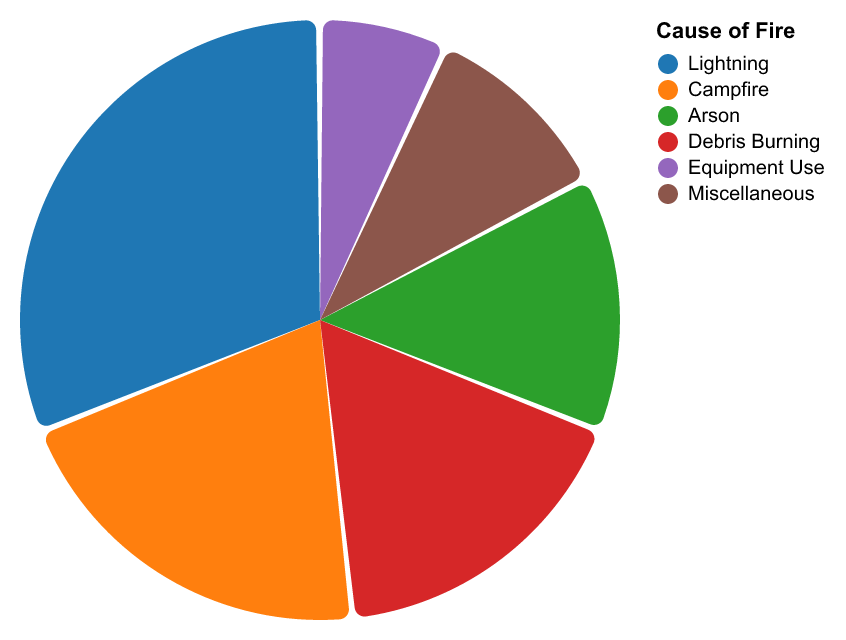 Cause of Fire
Lightning
Campfire
Arson
Debris Burning
Equipment Use
Miscellaneous